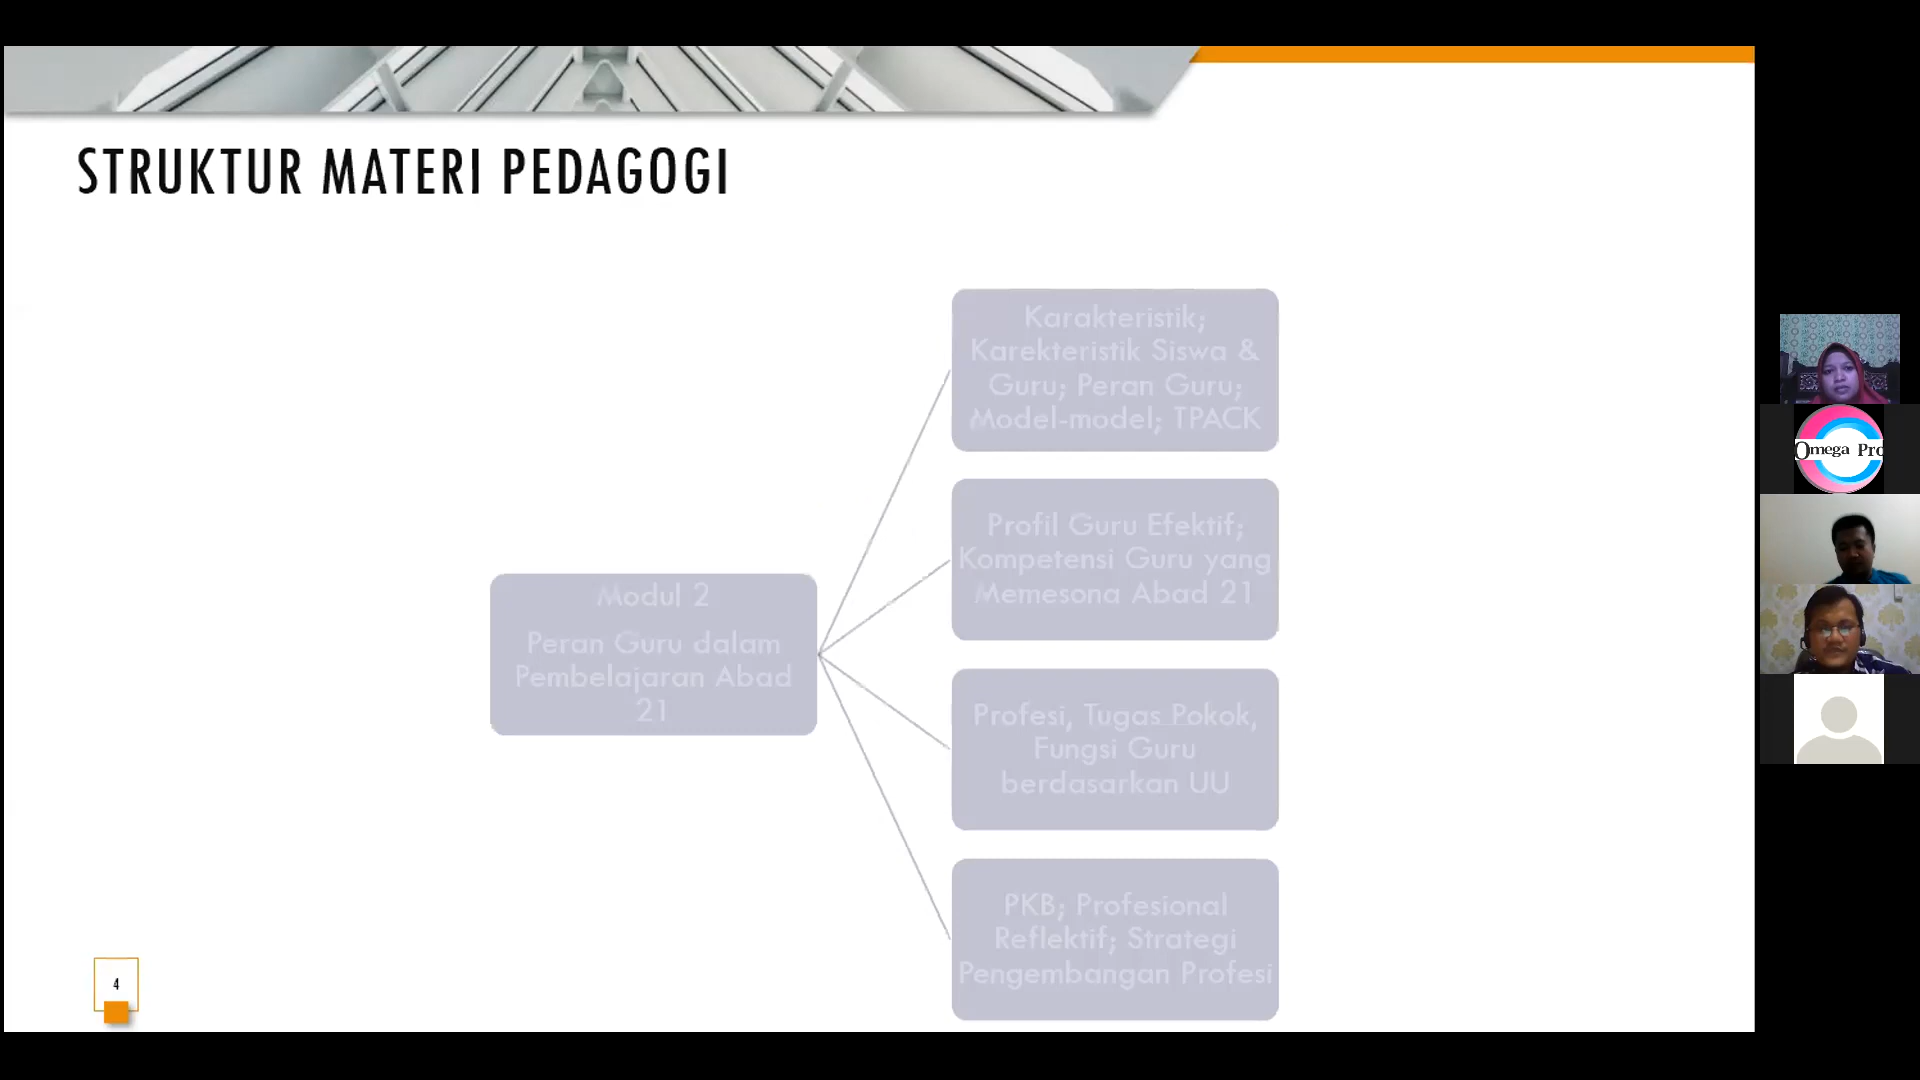 STRUKTUR MATERI PEDAGOGI
Karakteristik;
Karekteristik Siswa &
Guru; Peran Guru;
Model-model; TPACK
Profil Guru Efektif;
Kompetensi Guru yang
Memesona Abad 21
Modul 2
Peran Guru dalam
Pembelajaran Abad
21
Profesi, Tugas Pokok,
Fungsi Guru
berdasarkan UU
PKB; Profesional
Reflektif; Strategi
Pengembangan Profesi
4
Omega Pro